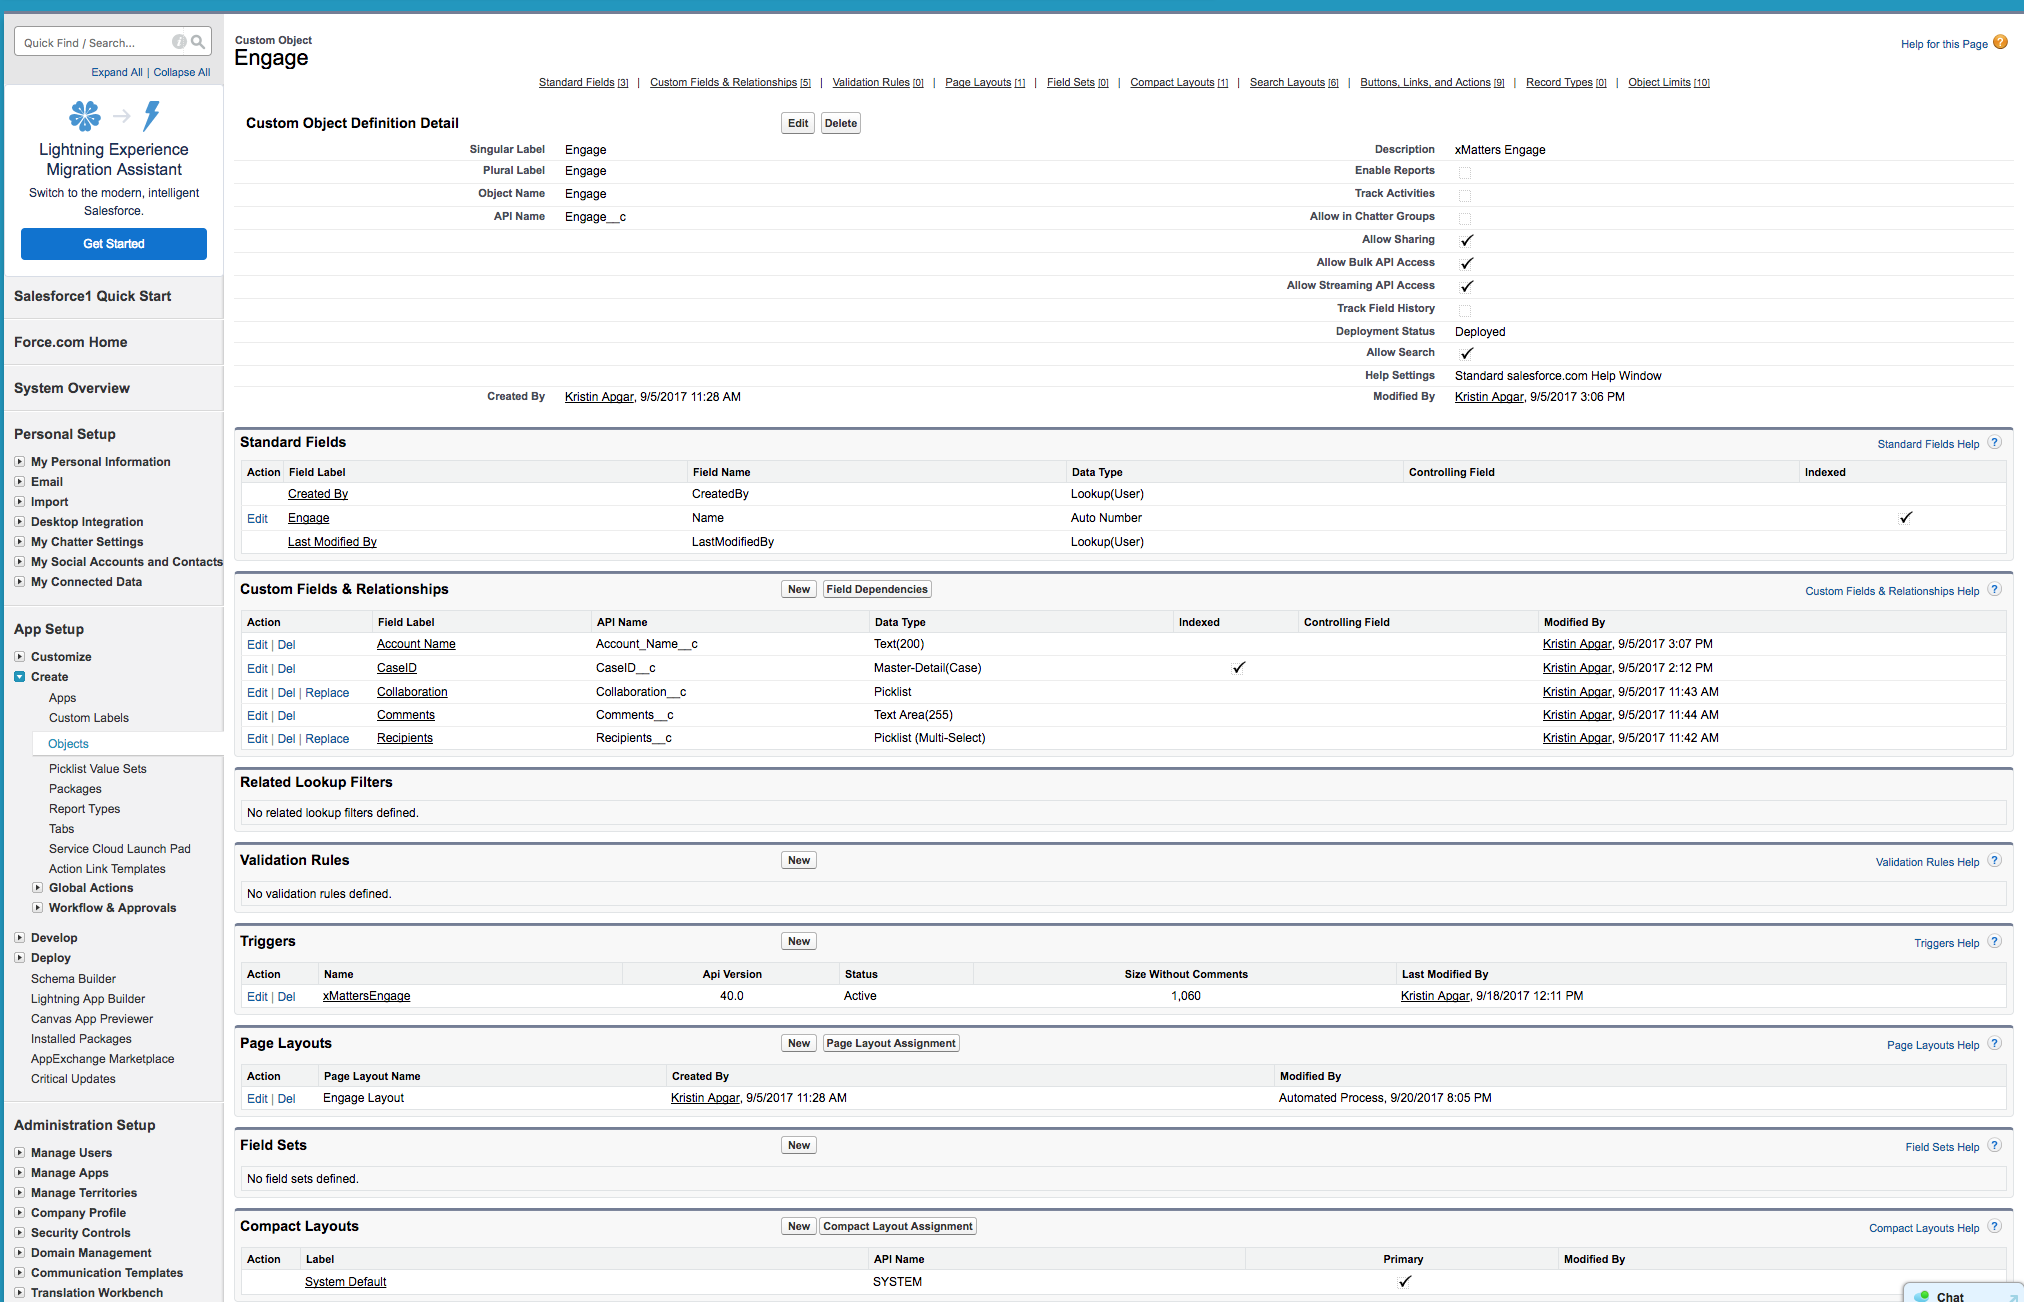 Quick Find / Search...
Expand All | Collapse All
Lightning Experience
Migration Assistant
Switch to the modern, intelligent
Salesforce.
Get Started
Salesforce1 Quick Start
Force.com Home
System Overview
Personal Setup
My Personal Information
Email
Import
Desktop Integration
My Chatter Settings
My Social Accounts and Contacts
My Connected Data
App Setup
Customize
Create
Apps
Custom Labels
Objects
Picklist Value Sets
Packages
Report Types
Tabs
Service Cloud Launch Pad
Action Link Templates
Global Actions
Workflow & Approvals
Develop
Deploy
Schema Builder
Lightning App Builder
Canvas App Previewer
Installed Packages
AppExchange Marketplace
Critical Updates
Administration Setup
Manage Users
Manage Apps
Manage Territories
Company Profile
Security Controls
Domain Management
Communication Templates
Translation Workbench
Custom Object
Engage
Help for this Page ?
Standard Fields [3] | Custom Fields & Relationships [5] | Validation Rules [0] | Page Layouts [1] | Field Sets [0] | Compact Layouts [1] | Search Layouts [6] | Buttons, Links, and Actions [9] | Record Types [0] | Object Limits [10]
Custom Object Definition Detail Edit Delete
Singular Label Engage Description xMatters Engage
Plural Label Engage Enable Reports
Object Name Engage Track Activities
API Name Engage__c Allow in Chatter Groups
Allow Sharing
Allow Bulk API Access
Allow Streaming API Access
Track Field History
Deployment Status Deployed
Allow Search
Help Settings Standard salesforce.com Help Window
Created By Kristin Apgar, 9/5/2017 11:28 AM Modified By Kristin Apgar, 9/5/2017 3:06 PM
Standard Fields Standard Fields Help ?
Action Field Label Field Name Data Type Controlling Field Indexed
Created By CreatedBy Lookup(User)
Edit Engage Name Auto Number
Last Modified By LastModifiedBy Lookup(User)
Custom Fields & Relationships New Field Dependencies Custom Fields & Relationships Help ?
Action Field Label API Name Data Type Indexed Controlling Field Modified By
Edit | Del Account Name Account_Name__c Text(200) Kristin Apgar, 9/5/2017 3:07 PM
Edit | Del CaseID CaseID__c Master-Detail(Case) Kristin Apgar, 9/5/2017 2:12 PM
Edit | Del | Replace Collaboration Collaboration__c Picklist Kristin Apgar, 9/5/2017 11:43 AM
Edit | Del Comments Comments__c Text Area(255) Kristin Apgar, 9/5/2017 11:44 AM
Edit | Del | Replace Recipients Recipients__c Picklist (Multi-Select) Kristin Apgar, 9/5/2017 11:42 AM
Related Lookup Filters
No related lookup filters defined.
Validation Rules New Validation Rules Help ?
No validation rules defined.
Triggers New Triggers Help ?
Action Name Api Version Status Size Without Comments Last Modified By
Edit | Del xMattersEngage 40.0 Active 1,060 Kristin Apgar, 9/18/2017 12:11 PM
Page Layouts New Page Layout Assignment Page Layouts Help ?
Action Page Layout Name Created By Modified By
Edit | Del Engage Layout Kristin Apgar, 9/5/2017 11:28 AM Automated Process, 9/20/2017 8:05 PM
Field Sets New Field Sets Help ?
No field sets defined.
Compact Layouts New Compact Layout Assignment Compact Layouts Help ?
Action Label API Name Primary Modified By
System Default SYSTEM
Chat